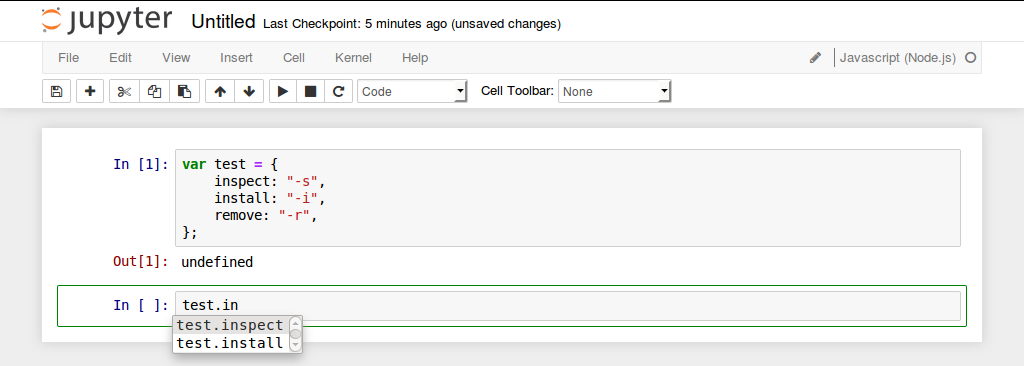 jupyter Untitled Last Checkpoint: 5 minutes ago (unsaved changes)
File Edit View Insert Cell Kernel Help Javascript (Node.js)
Code Cell Toolbar: None
In [1]: var test = {
inspect: "-s",
install: "-i",
remove: "-r",
};
Out[1]: undefined
In [ ]: test.in
test.inspect
test.install